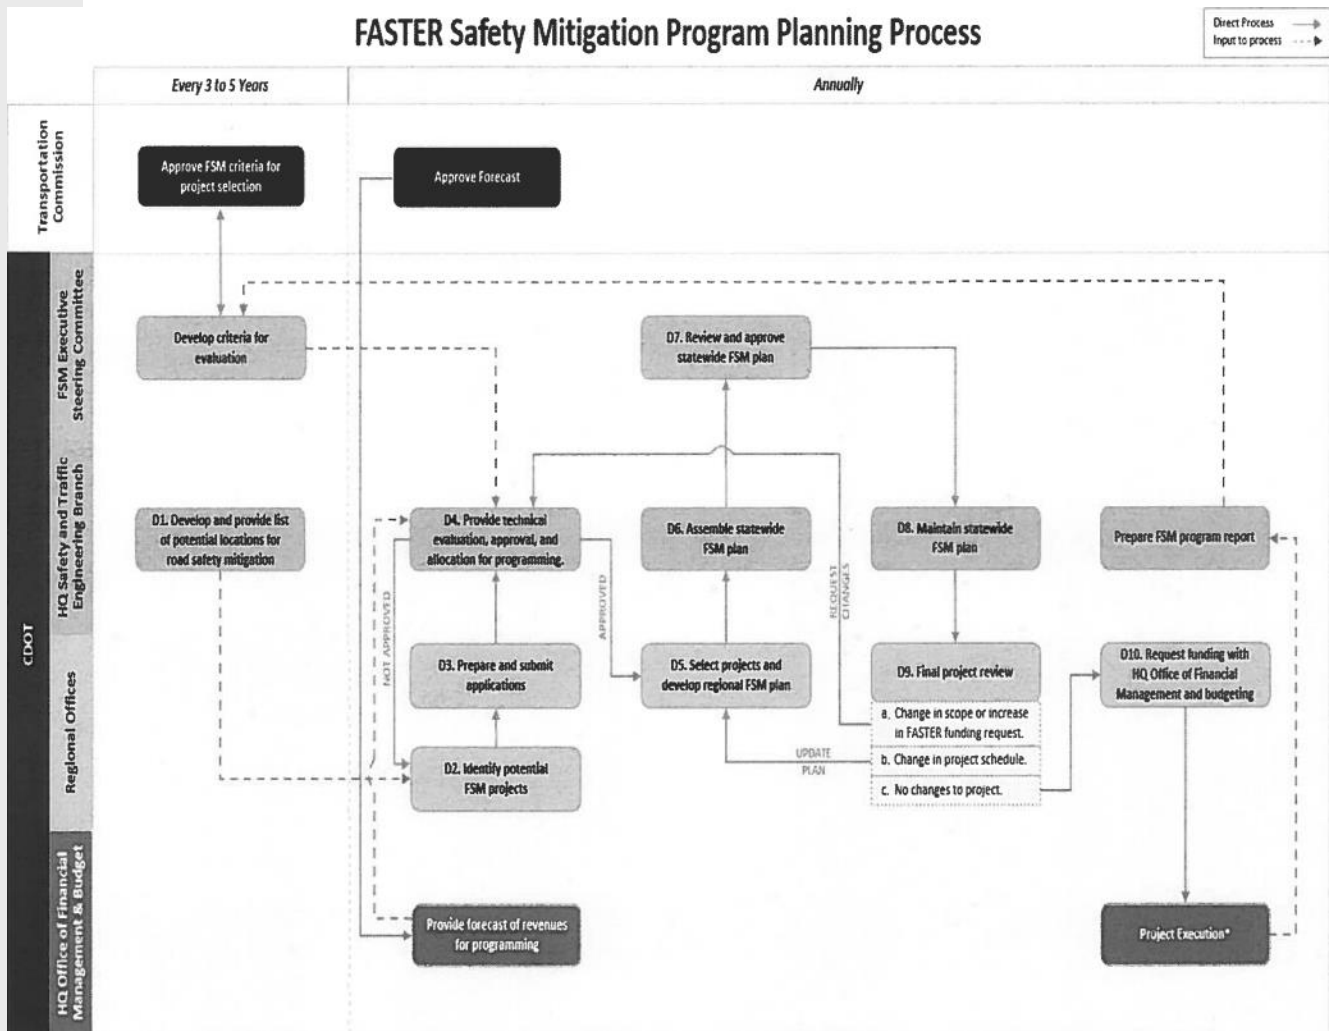 FASTER Safety Mitigation Program Planning Process
Direct Process
Input to process
Every 3 to 5 Years
Annually
Transportation
Commission
Approve FSM criteria for
project selection
Approve Forecast
CDOT
FSM Executive
Steering Committee
Develop criteria for
evaluation
D7. Review and approve
statewide FSM plan
HQ Safety and Traffic
Engineering Branch
D1. Develop and provide list
of potential locations for
road safety mitigation
D4. Provide technical
evaluation, approval, and
allocation for programming.
D6. Assemble statewide
FSM plan
D8. Maintain statewide
FSM plan
Prepare FSM program report
NOT APPROVED
APPROVED
REQUEST
CHANGES
Regional Offices
D3. Prepare and submit
applications
D5. Select projects and
develop regional FSM plan
D9. Final project review
a. Change in scope or increase
in FASTER funding request.
b. Change in project schedule.
c. No changes to project.
D10. Request funding with
HQ Office of Financial
Management and budgeting
UPDATE
PLAN
D2. Identify potential
FSM projects
HQ Office of Financial
Management & Budget
Provide forecast of revenues
for programming
Project Execution*